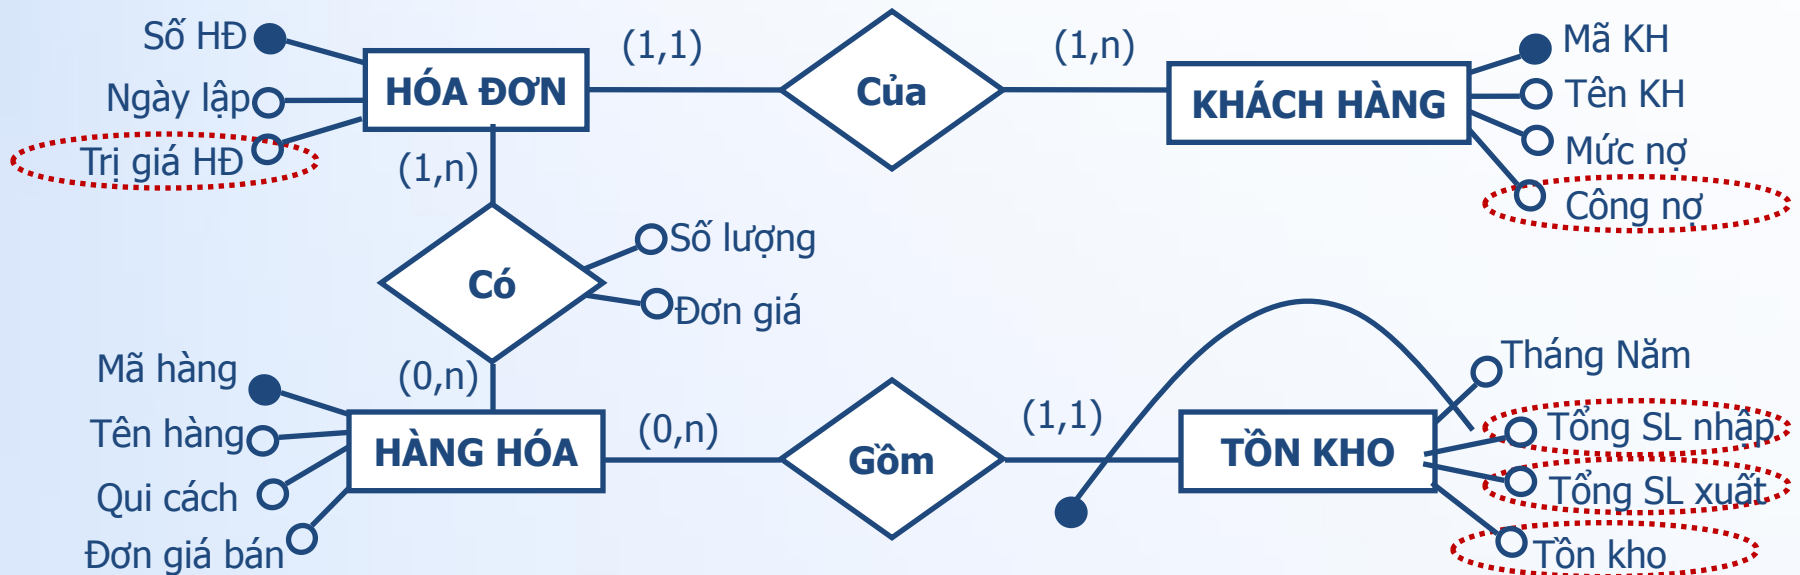 Số HĐ
Ngày lập
Trị giá HĐ
HÓA ĐƠN
(1,1)
Của
(1,n)
KHÁCH HÀNG
Mã KH
Tên KH
Mức nợ
Công nợ
(1,n)
Có
Số lượng
Đơn giá
(0,n)
Mã hàng
Tên hàng
Qui cách
Đơn giá bán
HÀNG HÓA
(0,n)
Gồm
(1,1)
TỒN KHO
Tháng Năm
Tổng SL nhấp
Tổng SL xuất
Tồn kho